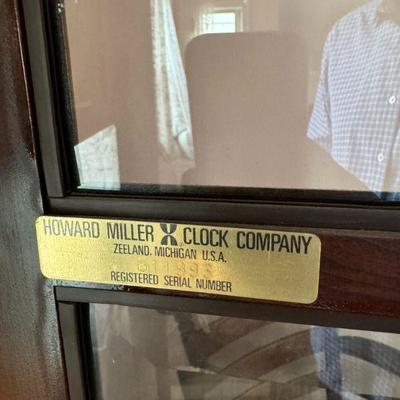 HOWARD MILLER CLOCK COMPANY
ZEELAND, MICHIGAN U.S.A.
REGISTERED SERIAL NUMBER